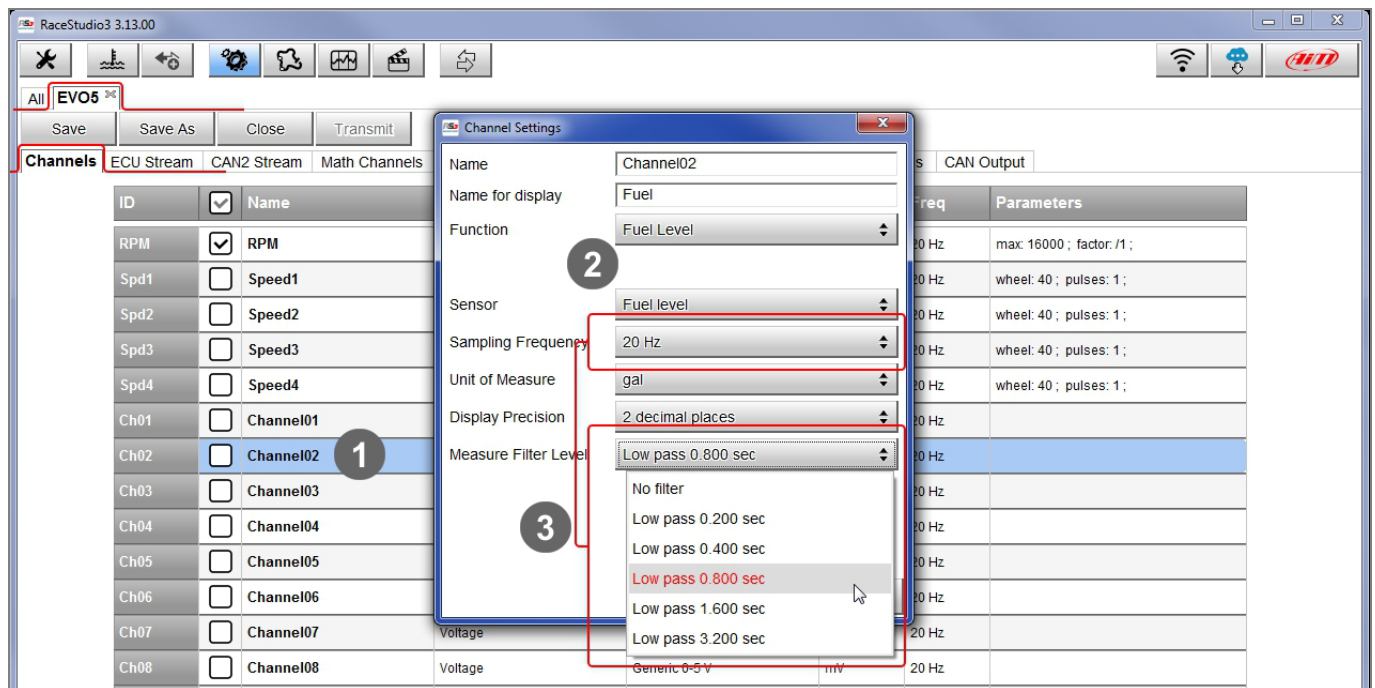 RaceStudio3 3.13.00
AiM
All EVO5
Save Save As Close Transmit
Channels ECU Stream CAN2 Stream Math Channels s CAN Output
ID Name Freq Parameters
RPM RPM 20 Hz max: 16000 ; factor: /1 ;
Spd1 Speed1 20 Hz wheel: 40 ; pulses: 1 ;
Spd2 Speed2 20 Hz wheel: 40 ; pulses: 1 ;
Spd3 Speed3 20 Hz wheel: 40 ; pulses: 1 ;
Spd4 Speed4 20 Hz wheel: 40 ; pulses: 1 ;
Ch01 Channel01 20 Hz
Ch02 Channel02 20 Hz
1
Ch03 Channel03 20 Hz
Ch04 Channel04 20 Hz
Ch05 Channel05 20 Hz
Ch06 Channel06 20 Hz
Ch07 Channel07 Voltage 20 Hz
Ch08 Channel08 Voltage Generic 0-5 V mV 20 Hz
Channel Settings
Name Channel02
Name for display Fuel
Function Fuel Level
2
Sensor Fuel level
Sampling Frequency 20 Hz
Unit of Measure gal
Display Precision 2 decimal places
Measure Filter Level Low pass 0.800 sec
3
No filter
Low pass 0.200 sec
Low pass 0.400 sec
Low pass 0.800 sec
Low pass 1.600 sec
Low pass 3.200 sec